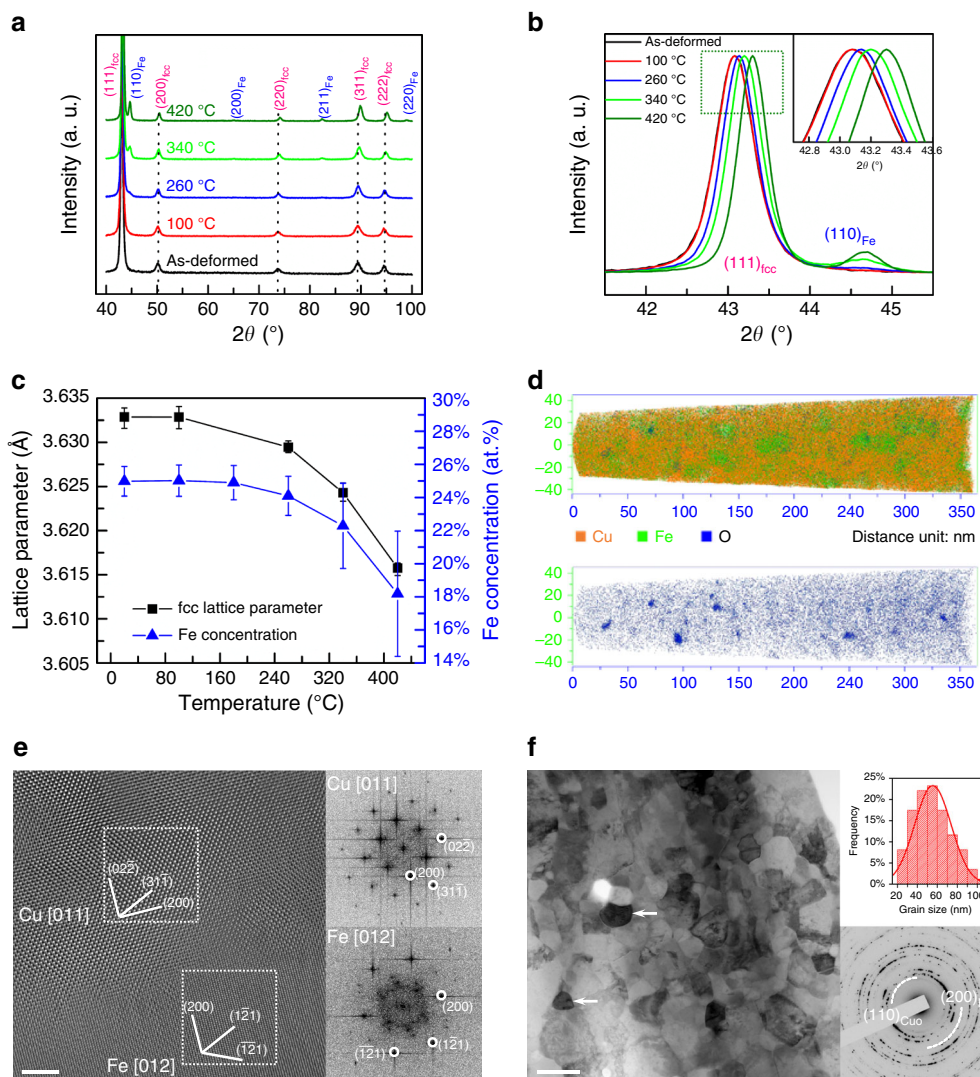 a
(111)fcc
(110)Fe
(200)fcc
(200)Fe
(220)fcc
(211)Fe
(311)fcc
(222)fcc
(220)Fe
420 °C
340 °C
260 °C
100 °C
As-deformed
Intensity (a. u.)
40 50 60 70 80 90 100
2θ (°)
b
As-deformed
100 °C
260 °C
340 °C
420 °C
42.8 43.0 43.2 43.4 43.6
2θ (°)
(110)Fe
(111)fcc
Intensity (a. u.)
42 43 44 45
2θ (°)
c
3.635
3.630
3.625
3.620
3.615
3.610
3.605
Lattice parameter (Å)
30%
28%
26%
24%
22%
20%
18%
16%
14%
Fe concentration (at.%)
fcc lattice parameter
Fe concentration
0 80 160 240 320 400
Temperature (°C)
d
40
20
0
−20
−40
0 50 100 150 200 240 300 350
Cu Fe O Distance unit: nm
40
20
0
−20
−40
0 50 100 150 200 240 300 350
e
Cu [011]
(022̅)
(200)
(311̅)
(022̅)
(311̅)
(200)
Cu [011]
Fe [012]
(200)
(1̅2̅1)
(12̅1)
(200)
(12̅1)
(1̅2̅1)
Fe [012]
f
25%
20%
15%
10%
5%
0%
Frequency
20 40 60 80 100
Grain size (nm)
(200)
(110)Cuo